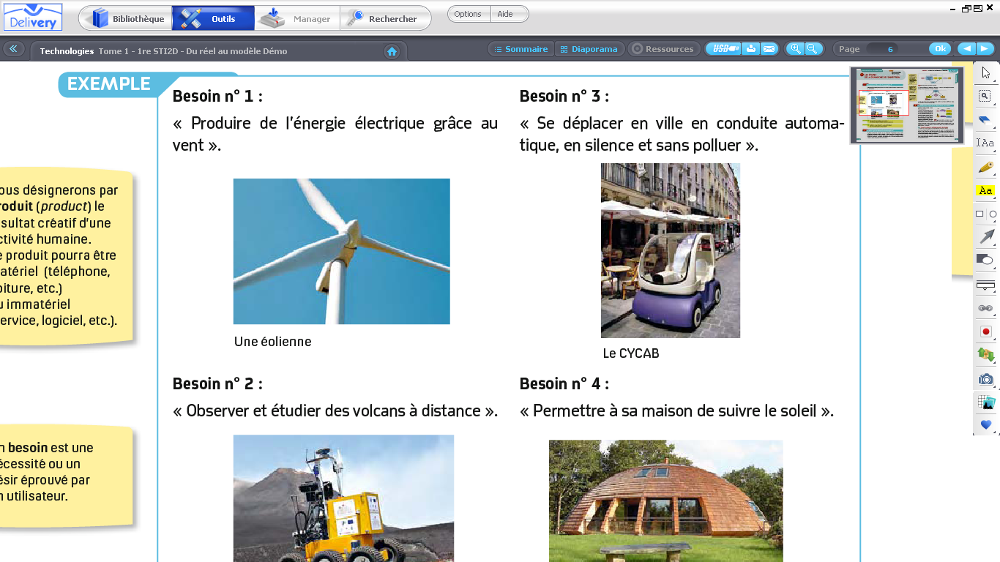 Delivery
Bibliothèque
Outils
Manager
Rechercher
Options
Aide
Technologies Tome 1 - 1re STI2D - Du réel au modèle Démo
Sommaire
Diaporama
Ressources
USB
Page 6 Ok
EXEMPLE
Besoin n° 1 :
« Produire de l'énergie électrique grâce au
vent ».
Une éolienne
Besoin n° 2 :
« Observer et étudier des volcans à distance ».
Besoin n° 3 :
« Se déplacer en ville en conduite automa-
tique, en silence et sans polluer ».
Le CYCAB
Besoin n° 4 :
« Permettre à sa maison de suivre le soleil ».
ous désignerons par
roduit (product) le
sultat créatif d'une
ctivité humaine.
e produit pourra être
atériel (téléphone,
oiture, etc.)
u immatériel
ervice, logiciel, etc.).
n besoin est une
écessité ou un
ésir éprouvé par
n utilisateur.
IAa
Aa